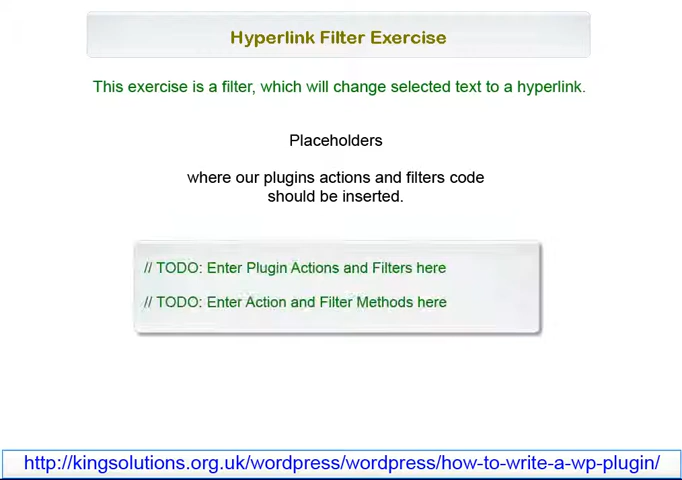 Hyperlink Filter Exercise
This exercise is a filter, which will change selected text to a hyperlink.
Placeholders
where our plugins actions and filters code
should be inserted.
// TODO: Enter Plugin Actions and Filters here
// TODO: Enter Action and Filter Methods here
http://kingsolutions.org.uk/wordpress/wordpress/how-to-write-a-wp-plugin/